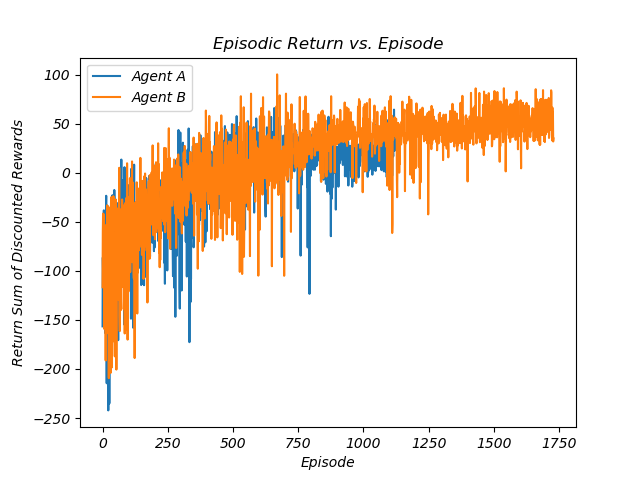 Episodic Return vs. Episode
Agent A
Agent B
Return Sum of Discounted Rewards
100
50
0
−50
−100
−150
−200
−250
0 250 500 750 1000 1250 1500 1750
Episode